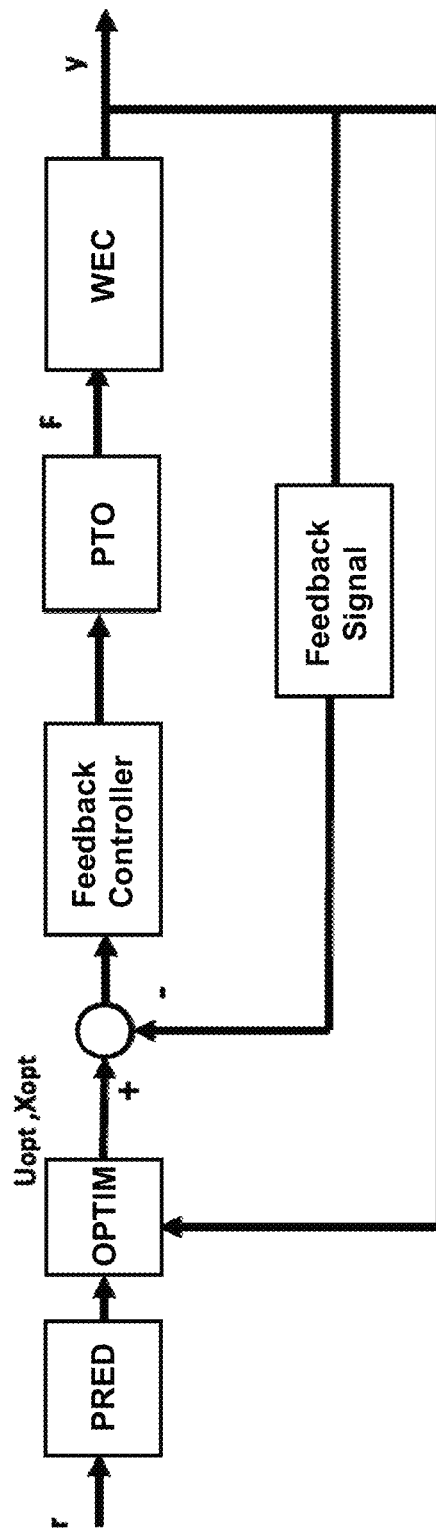 r
PRED
OPTIM
Uopt ,Xopt
+
-
Feedback
Controller
PTO
F
WEC
y
Feedback
Signal